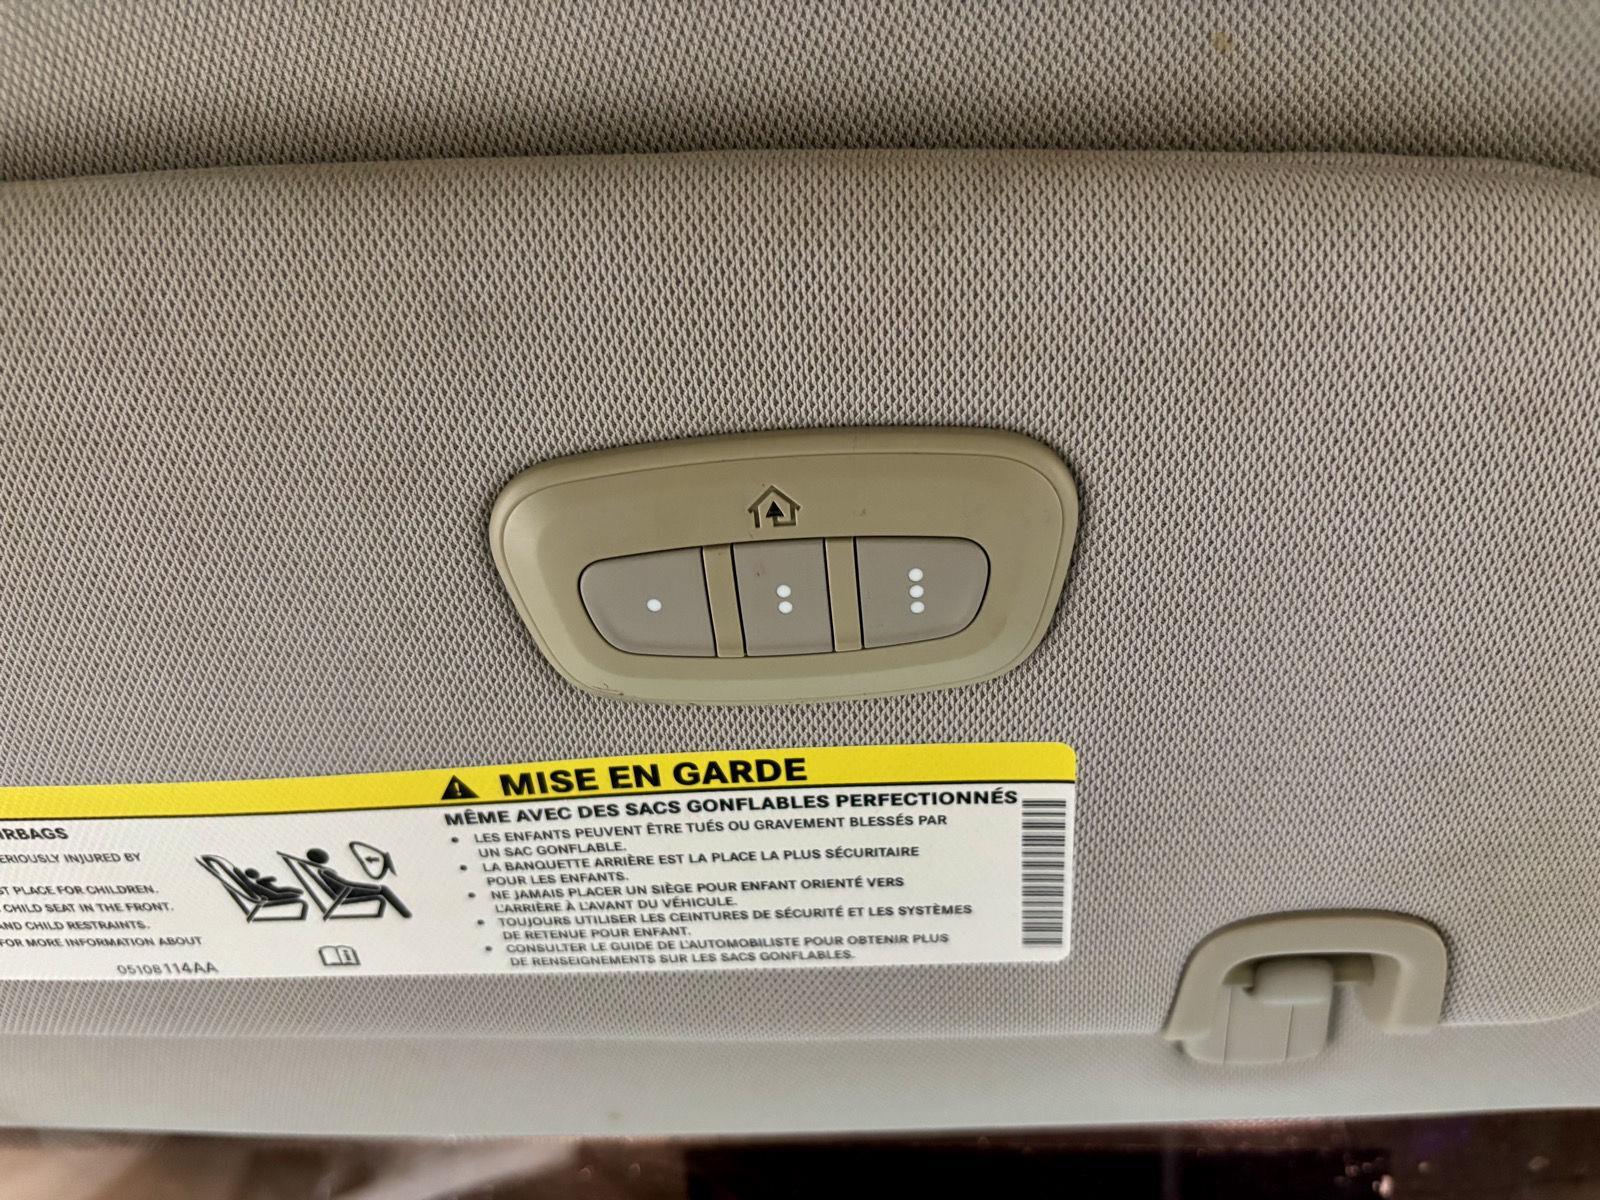 MISE EN GARDE
RBAGS
ERIOUSLY INJURED BY
ST PLACE FOR CHILDREN.
CHILD SEAT IN THE FRONT.
AND CHILD RESTRAINTS.
FOR MORE INFORMATION ABOUT
05108114AA
MÊME AVEC DES SACS GONFLABLES PERFECTIONNÉS
• LES ENFANTS PEUVENT ÊTRE TUÉS OU GRAVEMENT BLESSÉS PAR
UN SAC GONFLABLE.
• LA BANQUETTE ARRIÈRE EST LA PLACE LA PLUS SÉCURITAIRE
POUR LES ENFANTS.
• NE JAMAIS PLACER UN SIÈGE POUR ENFANT ORIENTÉ VERS
L'ARRIÈRE À L'AVANT DU VÉHICULE.
• TOUJOURS UTILISER LES CEINTURES DE SÉCURITÉ ET LES SYSTÈMES
DE RETENUE POUR ENFANT.
• CONSULTER LE GUIDE DE L'AUTOMOBILISTE POUR OBTENIR PLUS
DE RENSEIGNEMENTS SUR LES SACS GONFLABLES.